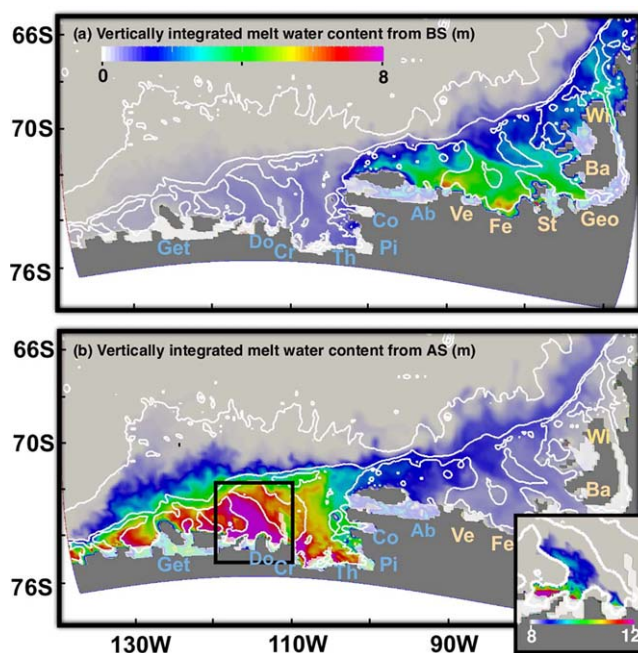 66S
(a) Vertically integrated melt water content from BS (m)
0 8
70S
Wi
Ba
Co Ab Ve Fe St Geo
Get Do Cr Th Pi
76S
66S
(b) Vertically integrated melt water content from AS (m)
70S
Wi
Ba
Co Ab Ve Fe
Get Do Cr Th Pi
76S
8 12
130W 110W 90W